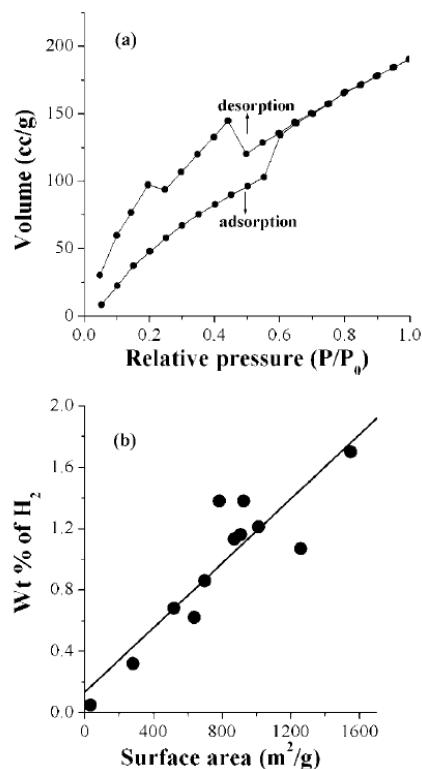 (a)
200
150
100
50
0
Volume (cc/g)
desorption
adsorption
0.0 0.2 0.4 0.6 0.8 1.0
Relative pressure (P/P₀)
(b)
2.0
1.6
1.2
0.8
0.4
0.0
Wt % of H₂
400 800 1200 1600
Surface area (m²/g)